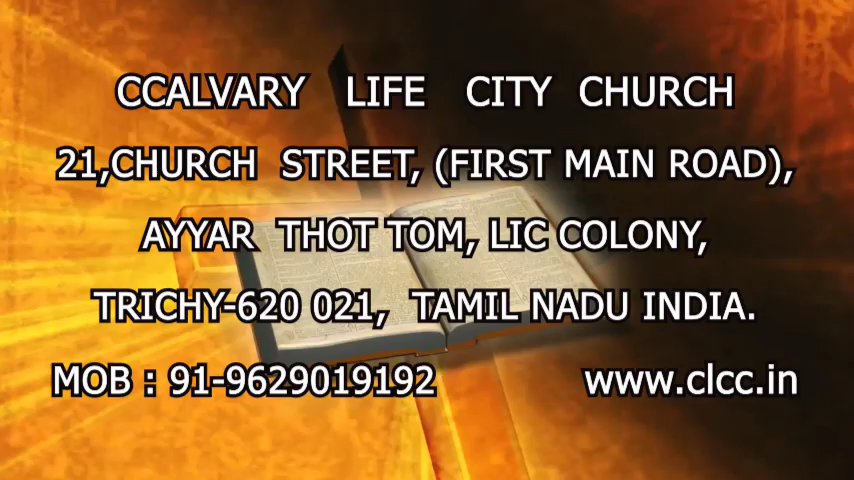 CCALVARY LIFE CITY CHURCH
21,CHURCH STREET, (FIRST MAIN ROAD),
AYYAR THOT TOM, LIC COLONY,
TRICHY-620 021, TAMIL NADU INDIA.
MOB : 91-9629019192 www.clcc.in